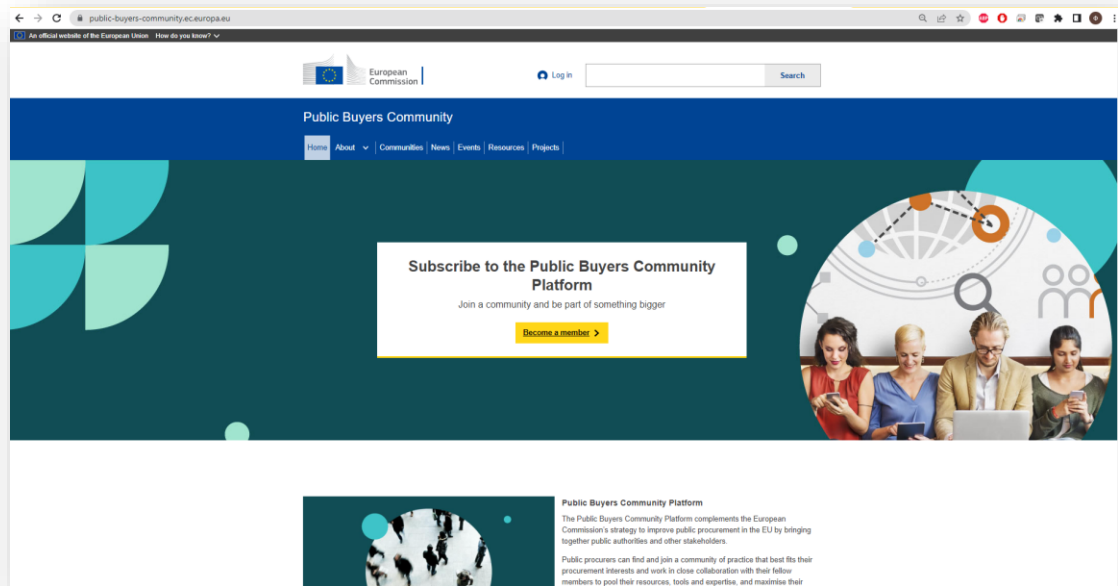 public-buyers-community.ec.europa.eu
An official website of the European Union How do you know?
European
Commission
Log in
Search
Public Buyers Community
Home About Communities News Events Resources Projects
Subscribe to the Public Buyers Community
Platform
Join a community and be part of something bigger
Become a member
Public Buyers Community Platform
The Public Buyers Community Platform complements the European
Commission's strategy to improve public procurement in the EU by bringing
together public authorities and other stakeholders.
Public procurers can find and join a community of practice that best fits their
procurement interests and work in close collaboration with their fellow
members to pool their resources, tools and expertise, and maximise their